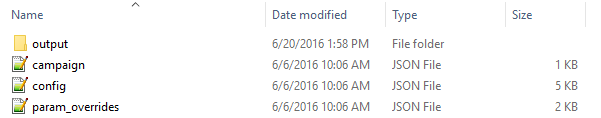 Name Date modified Type Size
output 6/20/2016 1:58 PM File folder
campaign 6/6/2016 10:06 AM JSON File 1 KB
config 6/6/2016 10:06 AM JSON File 5 KB
param_overrides 6/6/2016 10:06 AM JSON File 2 KB